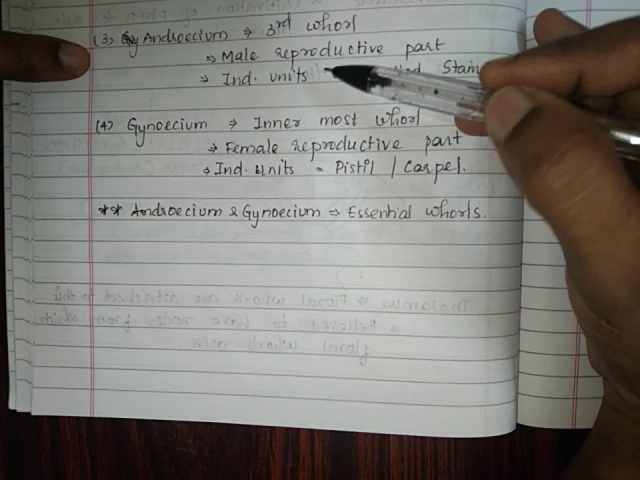 (3) Androecium ⇒ 3rd whorl
⇒ Male reproductive part
⇒ Ind. units
(4) Gynoecium ⇒ Inner most whorl
⇒ Female reproductive part
⇒ Ind. units = Pistil / Carpel.
** Androecium & Gynoecium ⇒ Essential whorls.